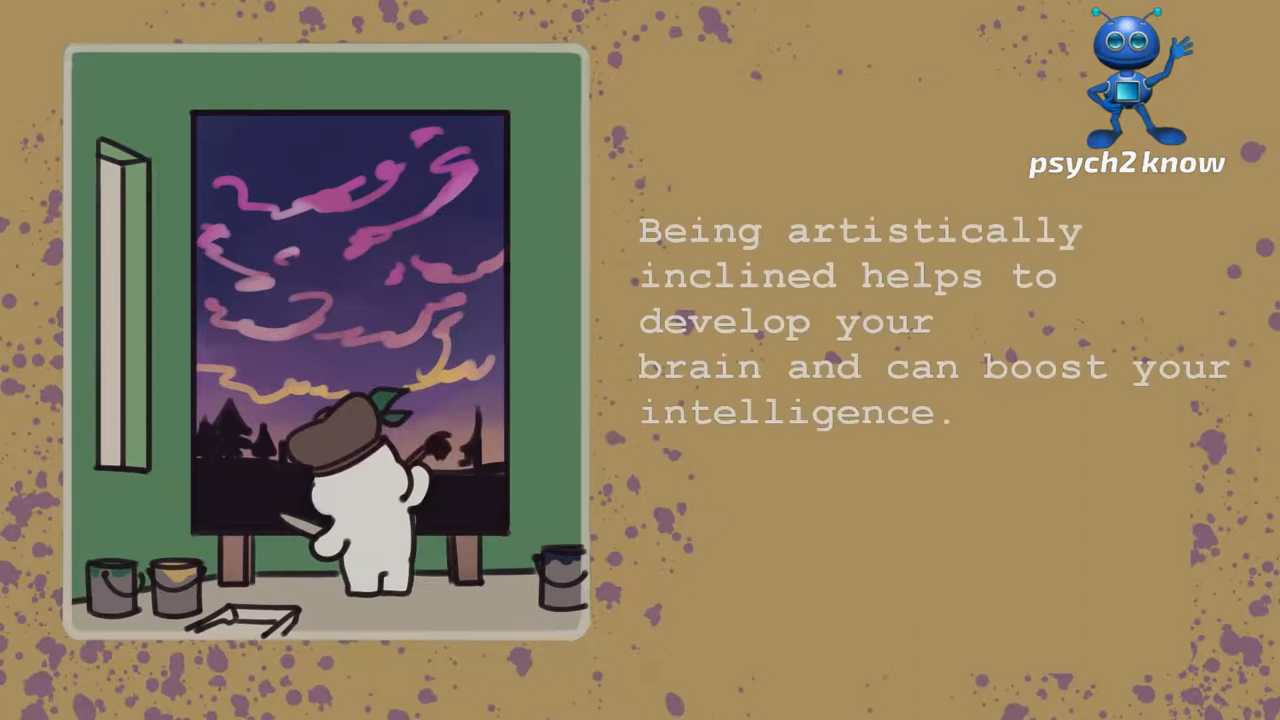 psych2know
Being artistically
inclined helps to
develop your
brain and can boost your
intelligence.